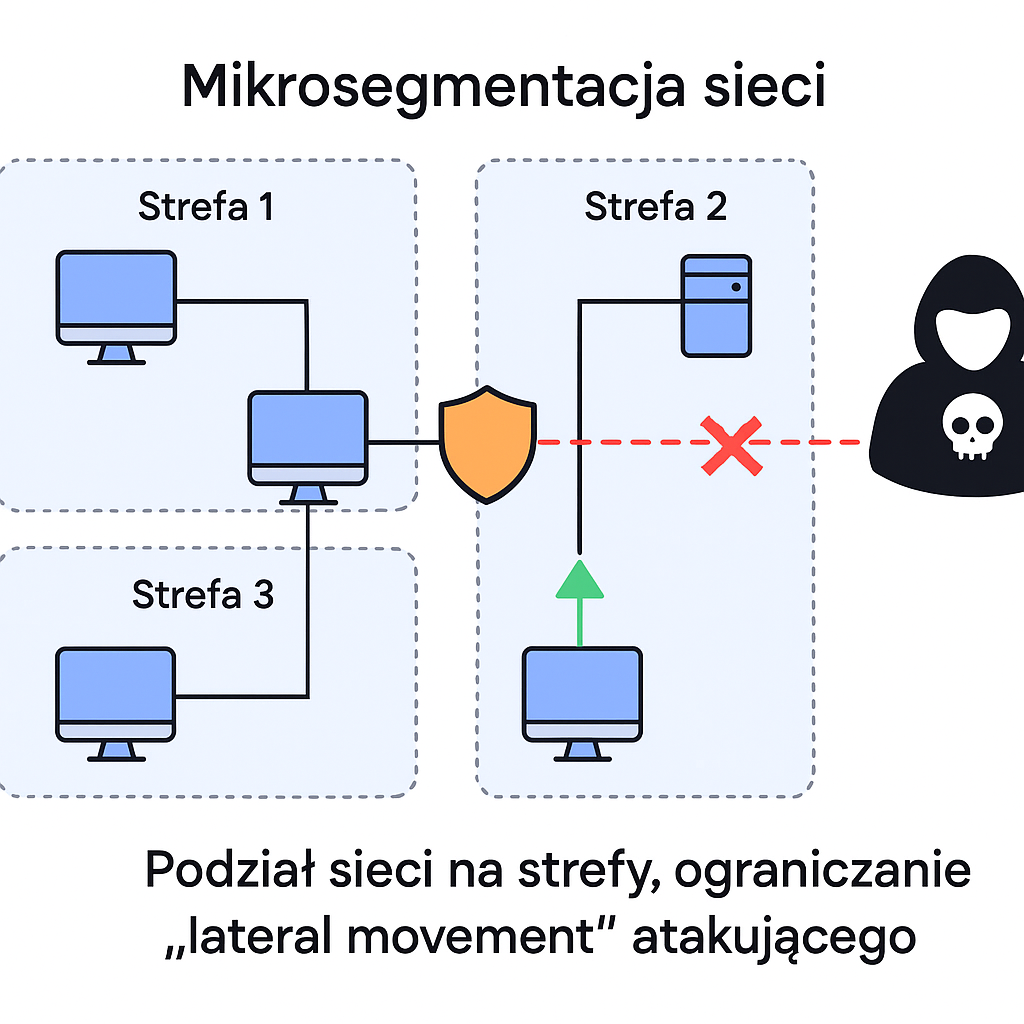 Mikrosegmentacja sieci
Strefa 1
Strefa 2
Strefa 3
Podział sieci na strefy, ograniczanie
„lateral movement” atakującego